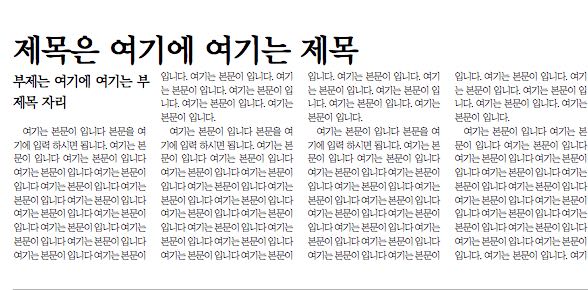 제목은 여기에 여기는 제목
부제는 여기에 여기는 부
제목 자리
여기는 본문이 입니다 본문을 여
기에 입력 하시면 됩니다. 여기는 본
문이 입니다 여기는 본문이 입니다
여기는 본문이 입니다 여기는 본문이
입니다 여기는 본문이 입니다 여기는
본문이 입니다 여기는 본문이 입니다
여기는 본문이 입니다 여기는 본문이
입니다 여기는 본문이 입니다 여기는
본문이 입니다 여기는 본문이 입니다
여기는 본문이 입니다 여기는 본문이
입니다. 여기는 본문이 입니다. 여기
는 본문이 입니다. 여기는 본문이 입
니다. 여기는 본문이 입니다. 여기는
본문이 입니다.
여기는 본문이 입니다 본문을 여
기에 입력 하시면 됩니다. 여기는 본
문이 입니다 여기는 본문이 입니다
여기는 본문이 입니다 여기는 본문이
입니다 여기는 본문이 입니다 여기는
본문이 입니다 여기는 본문이 입니다
여기는 본문이 입니다 여기는 본문이
입니다 여기는 본문이 입니다 여기는
본문이 입니다 여기는 본문이 입니다
여기는 본문이 입니다 여기는 본문이
입니다. 여기는 본문이 입니다. 여기
는 본문이 입니다. 여기는 본문이 입
니다. 여기는 본문이 입니다. 여기는
본문이 입니다.
여기는 본문이 입니다 본문을 여
기에 입력 하시면 됩니다. 여기는 본
문이 입니다 여기는 본문이 입니다
여기는 본문이 입니다 여기는 본문이
입니다 여기는 본문이 입니다 여기는
본문이 입니다 여기는 본문이 입니다
여기는 본문이 입니다 여기는 본문이
입니다 여기는 본문이 입니다 여기는
본문이 입니다 여기는 본문이 입니다
여기는 본문이 입니다 여기는 본문이
입니다. 여기는 본문이 입니다. 여기
는 본문이 입니다. 여기는 본문이 입
니다. 여기는 본문이 입니다. 여기는
본문이 입니다.
여기는 본문이 입니다 본문을 여
기에 입력 하시면 됩니다. 여기는 본
문이 입니다 여기는 본문이 입니다
여기는 본문이 입니다 여기는 본문이
입니다 여기는 본문이 입니다 여기는
본문이 입니다 여기는 본문이 입니다
여기는 본문이 입니다 여기는 본문이
입니다 여기는 본문이 입니다 여기는
본문이 입니다 여기는 본문이 입니다
입니다. 여기는 본문이 입니다. 여기